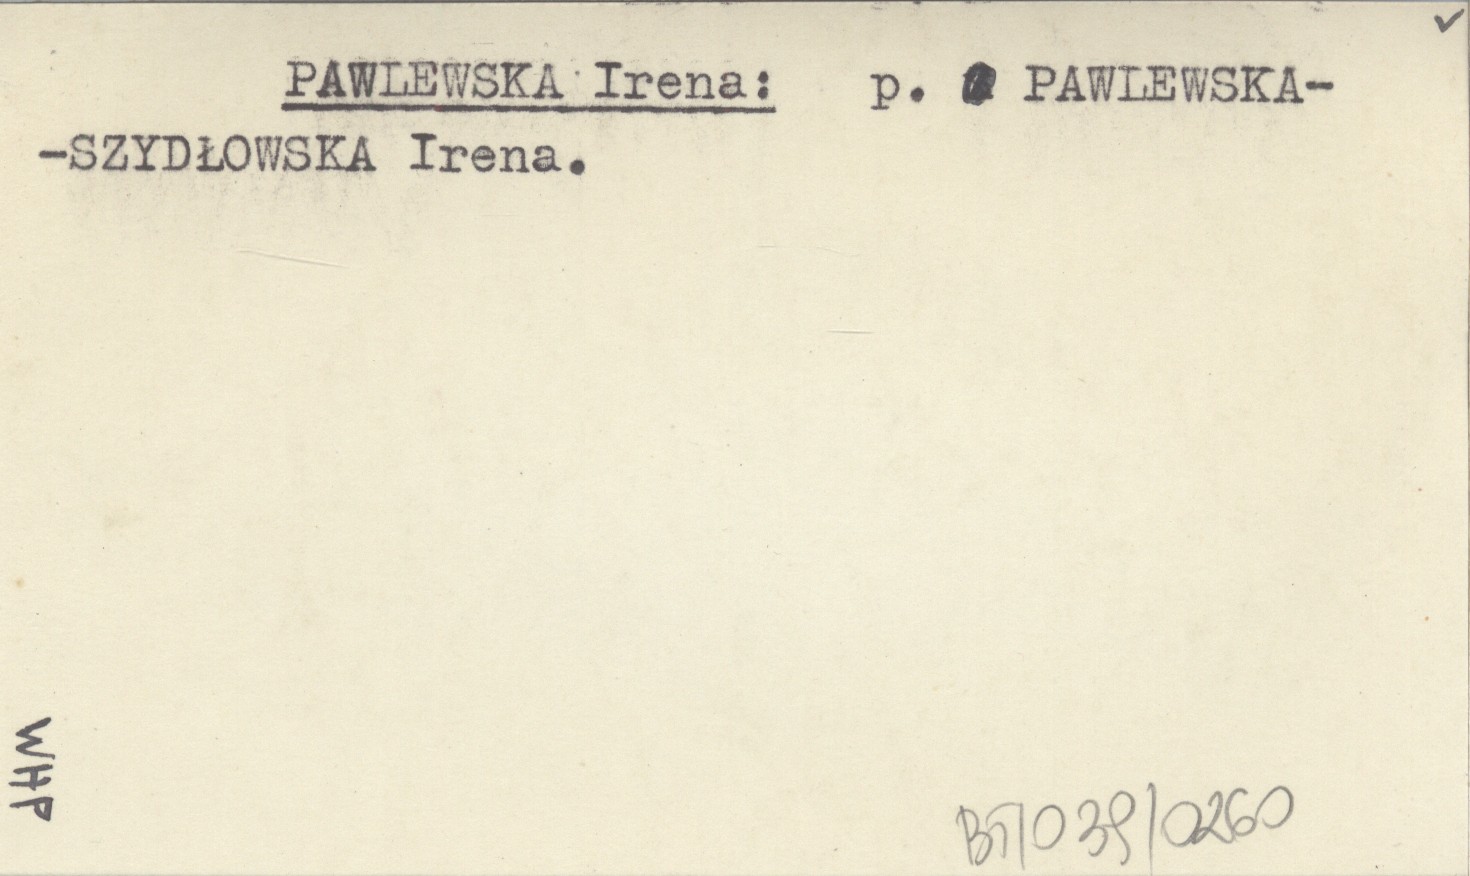 PAWLEWSKA Irena: p. PAWLEWSKA-
-SZYDŁOWSKA Irena.
WHP
BT/039/0260